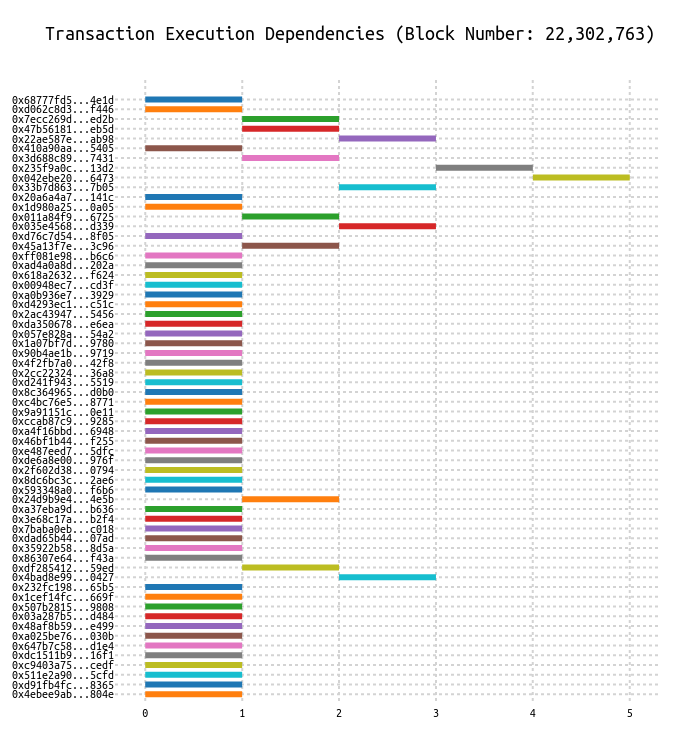 Transaction Execution Dependencies (Block Number: 22,302,763)
0x68777fd5...4e1d
0xd062c8d3...f446
0x7ecc269d...ed2b
0x47b56181...eb5d
0x22ae587e...ab98
0x410a90aa...5405
0x3d688c89...7431
0x235f9a0c...13d2
0x042ebe20...6473
0x33b7d863...7b05
0x20a6a4a7...141c
0x1d980a25...0a05
0x011a84f9...6725
0x035e4568...d339
0xd76c7d54...8f05
0x45a13f7e...3c96
0xff081e98...b6c6
0xad4a0a8d...202a
0x618a2632...f624
0x00948ec7...cd3f
0xa0b936e7...3929
0xd4293ec1...c51c
0x2ac43947...5456
0xda350678...e6ea
0x057e828a...54a2
0x1a07bf7d...9780
0x90b4ae1b...9719
0x4f2fb7a0...42f8
0x2cc22324...36a8
0xd241f943...5519
0x8c364965...d0b0
0xc4bc76e5...8771
0x9a91151c...0e11
0xccab87c9...9285
0xa4f16bbd...6948
0x46bf1b44...f255
0xe487eed7...5dfc
0xde6a8e00...976f
0x2f602d38...0794
0x8dc6bc3c...2ae6
0x593348a0...f6b6
0x24d9b9e4...4e5b
0xa37eba9d...b636
0x3e68c17a...b2f4
0x7baba0eb...c018
0xdad65b44...07ad
0x35922b58...8d5a
0x86307e64...f43a
0xdf285412...59ed
0x4bad8e99...0427
0x232fc198...65b5
0x1cef14fc...669f
0x507b2815...9808
0x03a287b5...d484
0x48af8b59...e499
0xa025be76...030b
0x647b7c58...d1e4
0xdc1511b9...16f1
0xc9403a75...cedf
0x511e2a90...5cfd
0xd91fb4fc...8365
0x4ebee9ab...804e
0 1 2 3 4 5